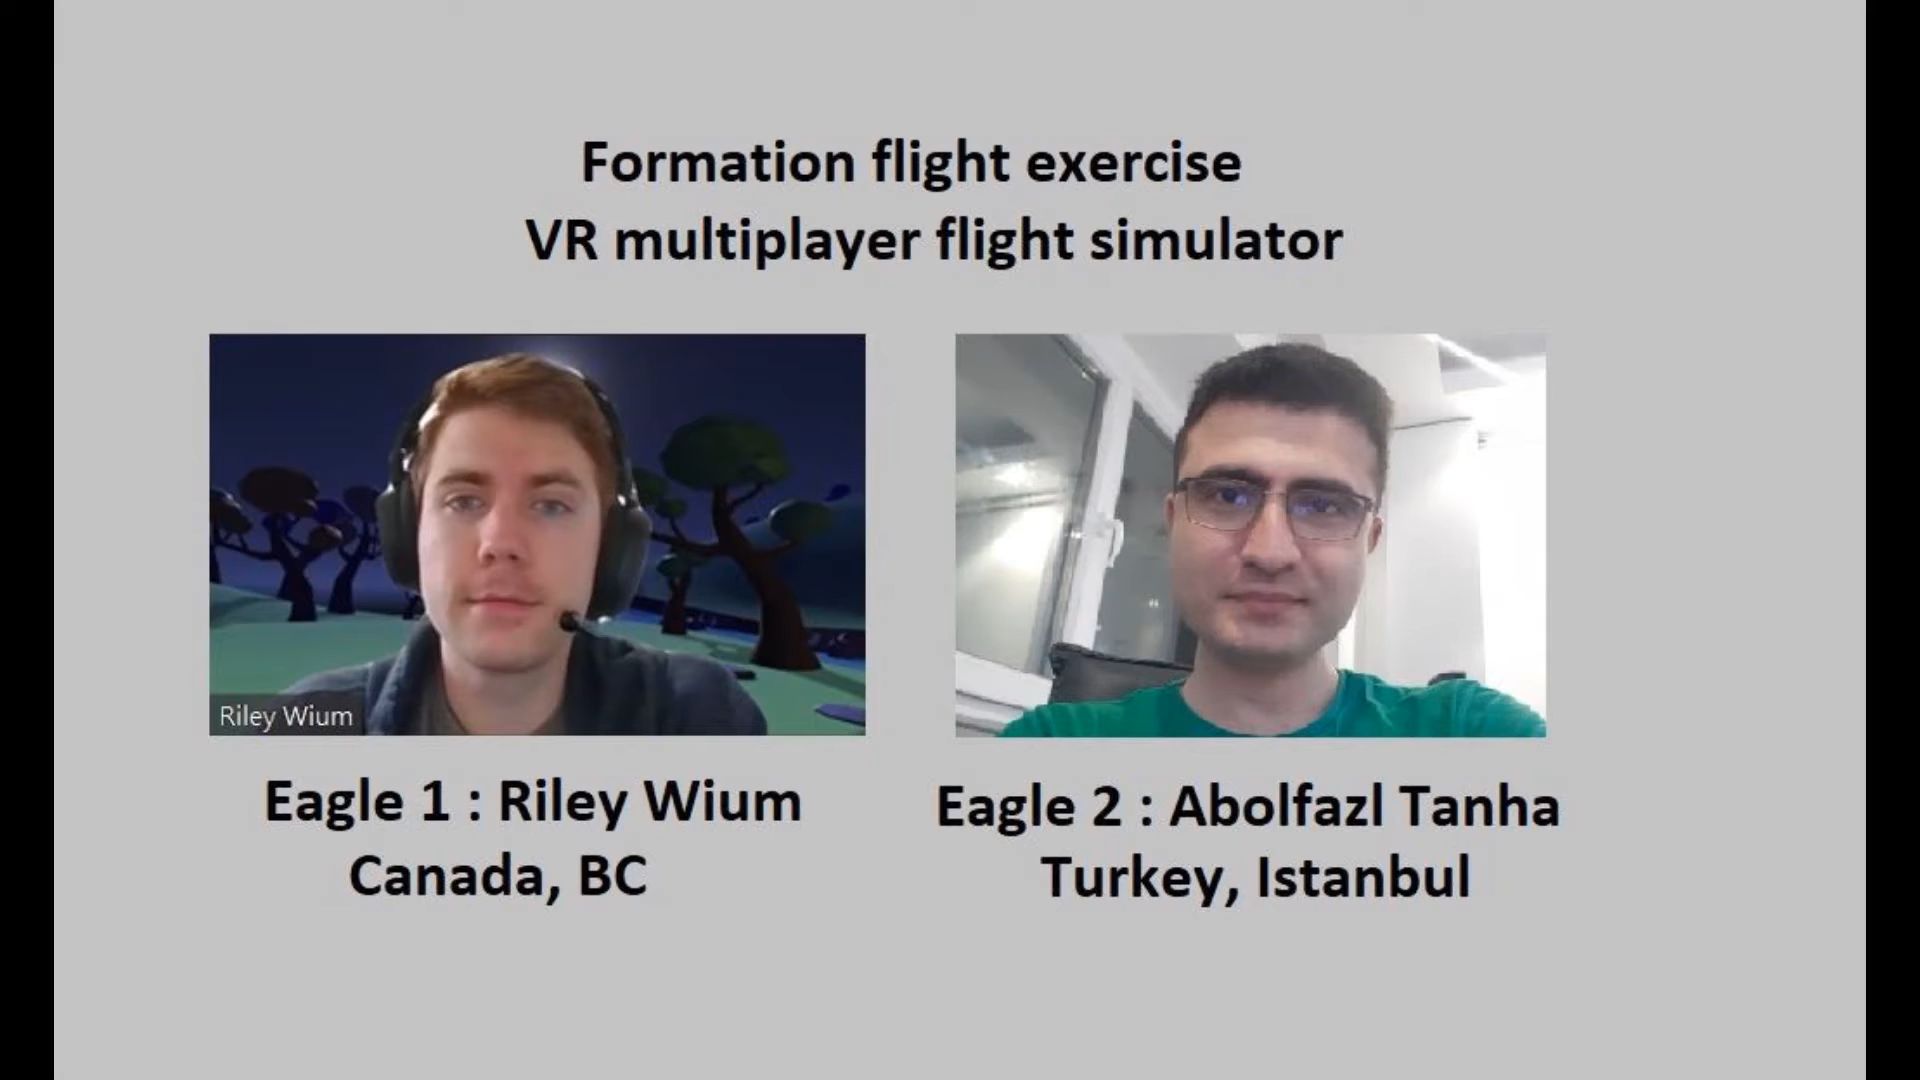 Formation flight exercise
VR multiplayer flight simulator
Riley Wium
Eagle 1 : Riley Wium
Canada, BC
Eagle 2 : Abolfazl Tanha
Turkey, Istanbul